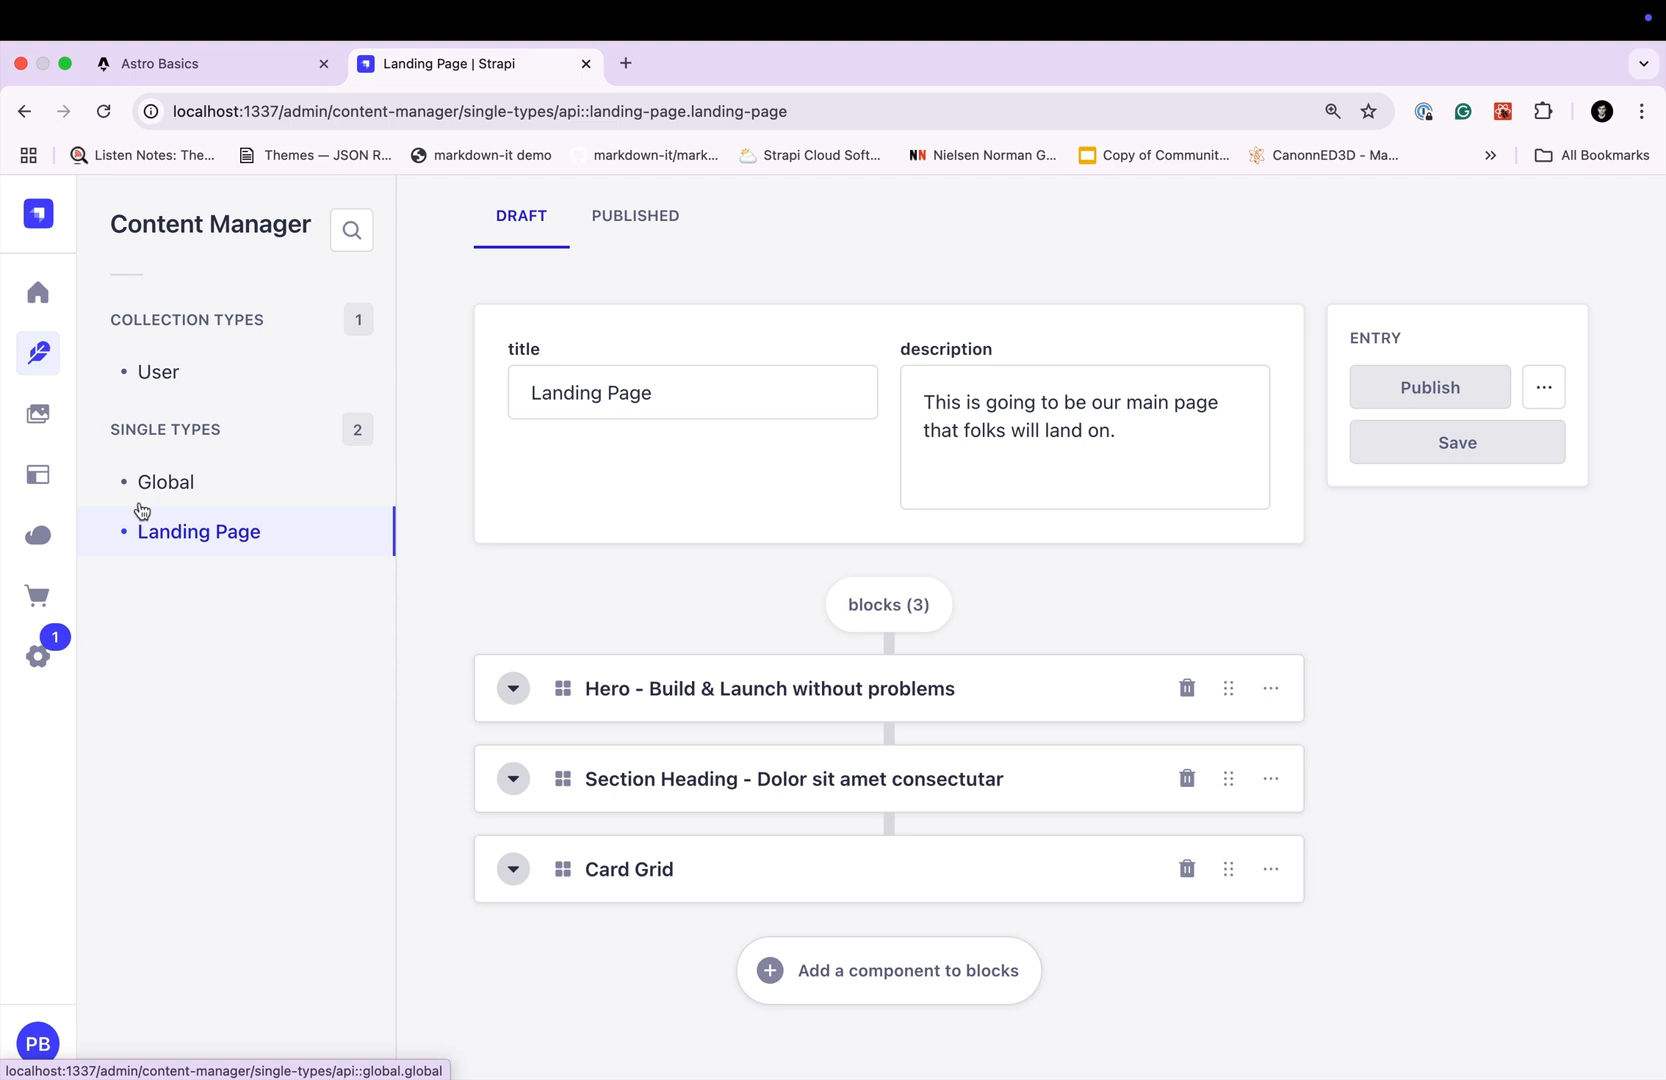 Astro Basics
Landing Page | Strapi
localhost:1337/admin/content-manager/single-types/api::landing-page.landing-page
Listen Notes: The...
Themes — JSON R...
markdown-it demo
markdown-it/mark...
Strapi Cloud Soft...
NN Nielsen Norman G...
Copy of Communit...
CanonnED3D - Ma...
All Bookmarks
Content Manager
COLLECTION TYPES 1
User
SINGLE TYPES 2
Global
Landing Page
1
PB
DRAFT PUBLISHED
title
Landing Page
description
This is going to be our main page
that folks will land on.
ENTRY
Publish
Save
blocks (3)
Hero - Build & Launch without problems
Section Heading - Dolor sit amet consectutar
Card Grid
Add a component to blocks
localhost:1337/admin/content-manager/single-types/api::global.global